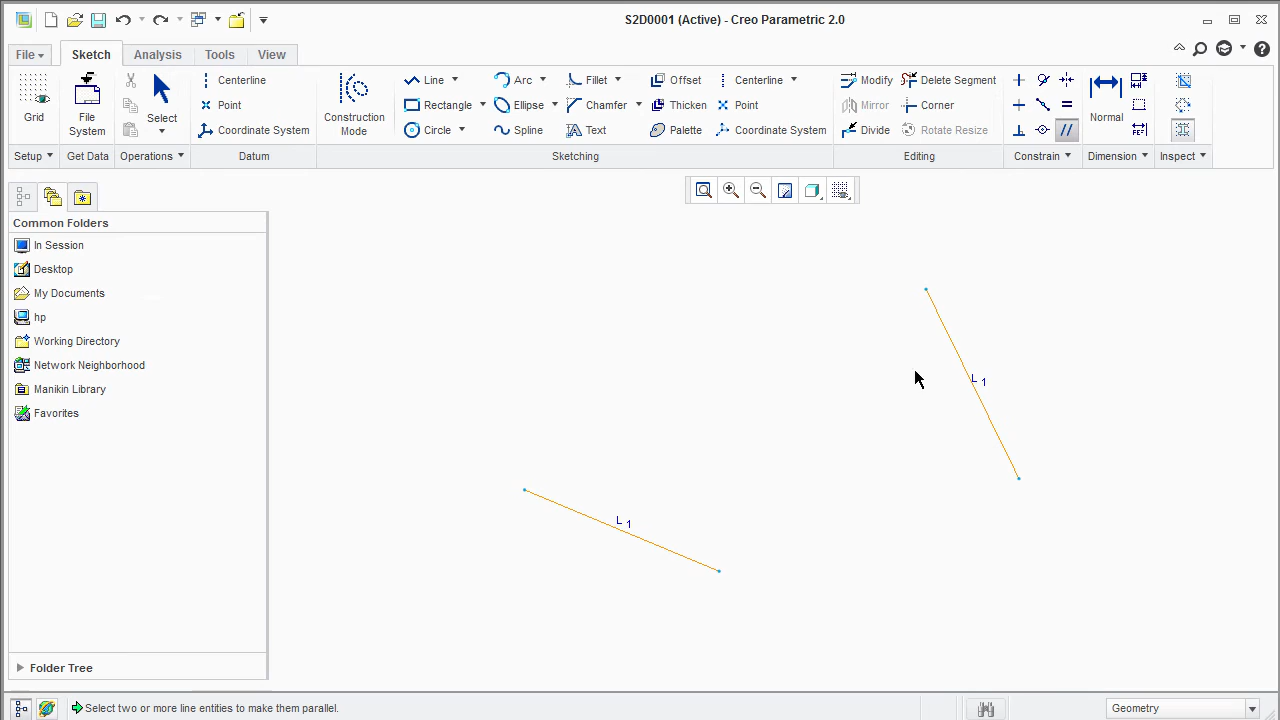 S2D0001 (Active) - Creo Parametric 2.0
File Sketch Analysis Tools View
Grid
File System
Select
Centerline
Point
Coordinate System
Construction Mode
Line Arc Fillet Offset Centerline
Rectangle Ellipse Chamfer Thicken Point
Circle Spline Text Palette Coordinate System
Modify Delete Segment
Mirror Corner
Divide Rotate Resize
Normal
Setup Get Data Operations Datum Sketching Editing Constrain Dimension Inspect
Common Folders
In Session
Desktop
My Documents
hp
Working Directory
Network Neighborhood
Manikin Library
Favorites
L 1
L 1
Folder Tree
Select two or more line entities to make them parallel.
Geometry